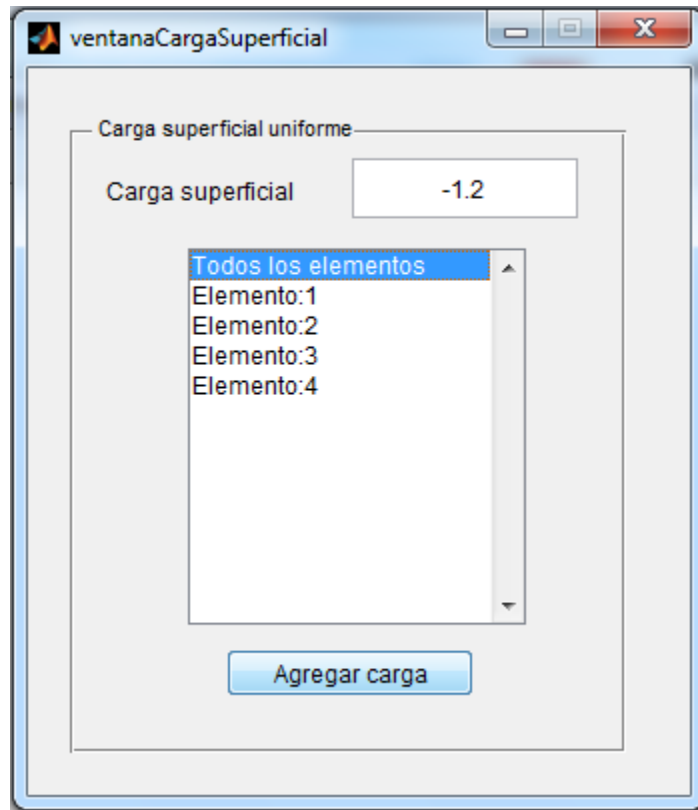 ventanaCargaSuperficial
Carga superficial uniforme
Carga superficial -1.2
Todos los elementos
Elemento:1
Elemento:2
Elemento:3
Elemento:4
Agregar carga